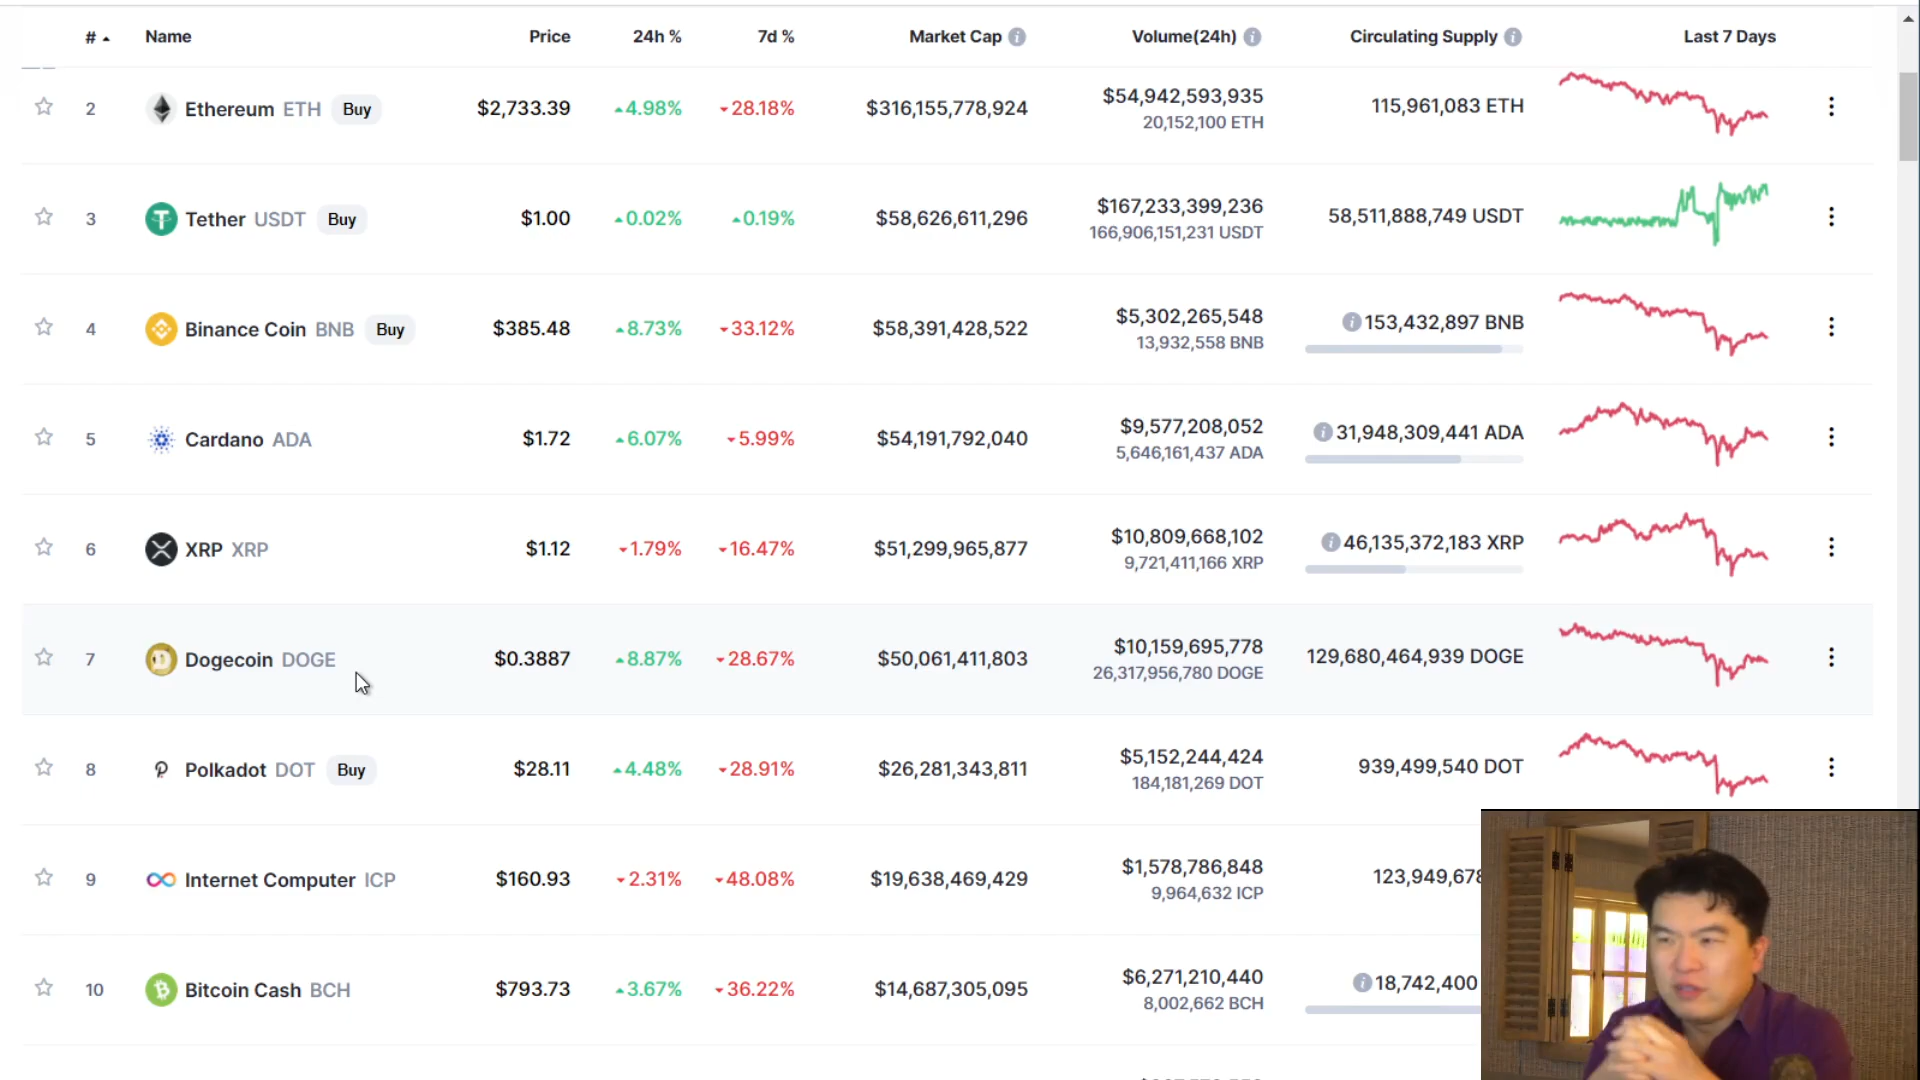 # Name Price 24h % 7d % Market Cap Volume(24h) Circulating Supply Last 7 Days
2 Ethereum ETH Buy $2,733.39 4.98% 28.18% $316,155,778,924 $54,942,593,935 115,961,083 ETH
20,152,100 ETH
3 Tether USDT Buy $1.00 0.02% 0.19% $58,626,611,296 $167,233,399,236 58,511,888,749 USDT
166,906,151,231 USDT
4 Binance Coin BNB Buy $385.48 8.73% 33.12% $58,391,428,522 $5,302,265,548 153,432,897 BNB
13,932,558 BNB
5 Cardano ADA $1.72 6.07% 5.99% $54,191,792,040 $9,577,208,052 31,948,309,441 ADA
5,646,161,437 ADA
6 XRP XRP $1.12 1.79% 16.47% $51,299,965,877 $10,809,668,102 46,135,372,183 XRP
9,721,411,166 XRP
7 Dogecoin DOGE $0.3887 8.87% 28.67% $50,061,411,803 $10,159,695,778 129,680,464,939 DOGE
26,317,956,780 DOGE
8 Polkadot DOT Buy $28.11 4.48% 28.91% $26,281,343,811 $5,152,244,424 939,499,540 DOT
184,181,269 DOT
9 Internet Computer ICP $160.93 2.31% 48.08% $19,638,469,429 $1,578,786,848 123,949,678
9,964,632 ICP
10 Bitcoin Cash BCH $793.73 3.67% 36.22% $14,687,305,095 $6,271,210,440 18,742,400
8,002,662 BCH